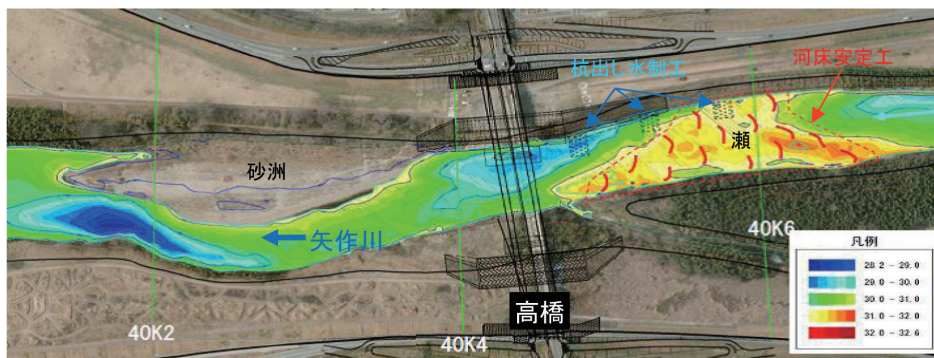 杭出し水制工
河床安定工
瀬
砂洲
矢作川
40K6
凡例
28.2 - 29.0
29.0 - 30.0
30.0 - 31.0
31.0 - 32.0
32.0 - 32.6
高橋
40K2
40K4